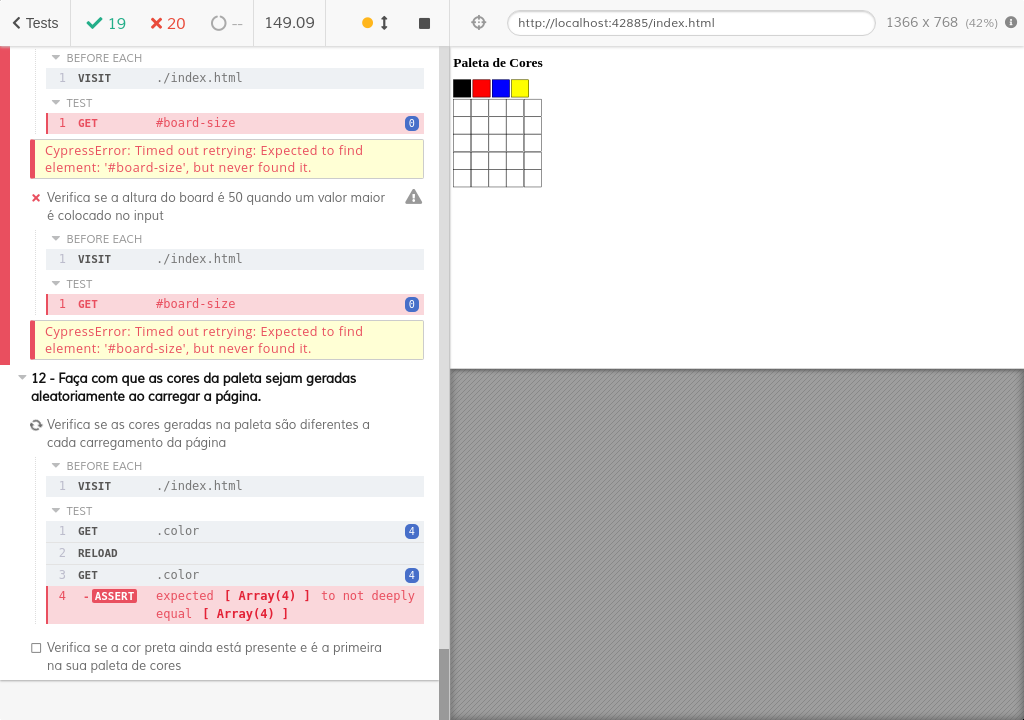 Tests 19 20 -- 149.09 http://localhost:42885/index.html 1366 x 768 (42%)
BEFORE EACH
1 VISIT ./index.html
TEST
1 GET #board-size 0
CypressError: Timed out retrying: Expected to find
element: '#board-size', but never found it.
Verifica se a altura do board é 50 quando um valor maior
é colocado no input
BEFORE EACH
1 VISIT ./index.html
TEST
1 GET #board-size 0
CypressError: Timed out retrying: Expected to find
element: '#board-size', but never found it.
12 - Faça com que as cores da paleta sejam geradas
aleatoriamente ao carregar a página.
Verifica se as cores geradas na paleta são diferentes a
cada carregamento da página
BEFORE EACH
1 VISIT ./index.html
TEST
1 GET .color 4
2 RELOAD
3 GET .color 4
4 - ASSERT expected [ Array(4) ] to not deeply
equal [ Array(4) ]
Verifica se a cor preta ainda está presente e é a primeira
na sua paleta de cores
Paleta de Cores